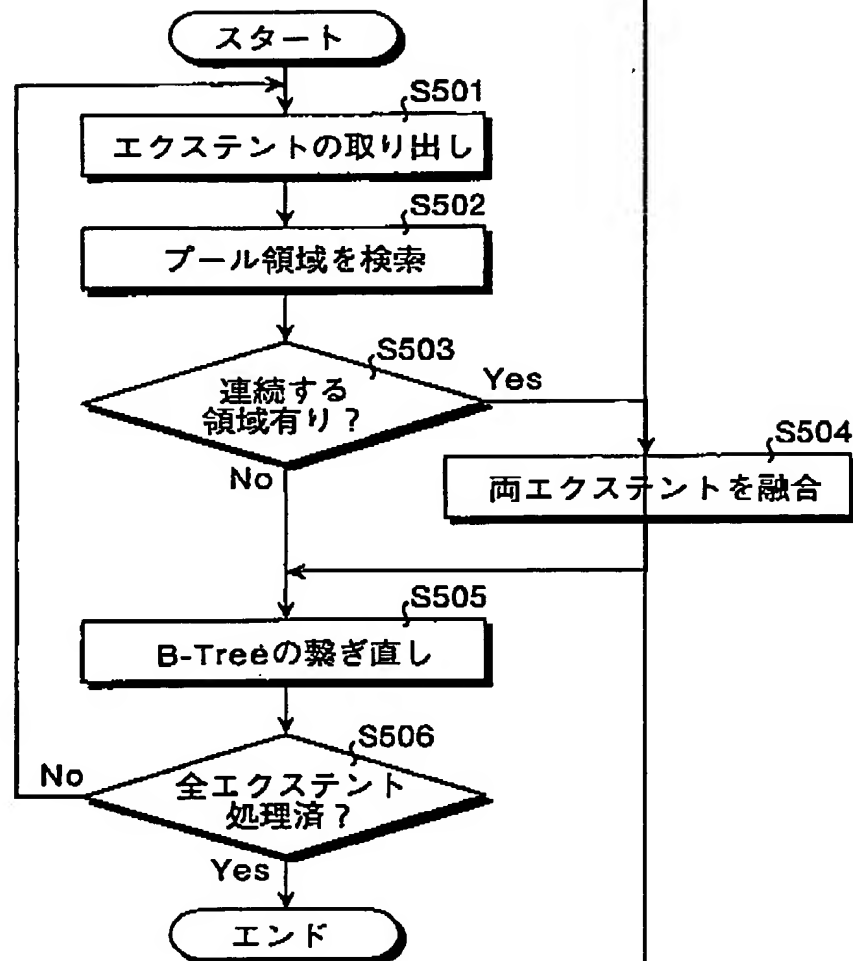 スタート
S501
エクステントの取り出し
S502
プール領域を検索
S503
連続する
領域有り?
Yes
No
S504
両エクステントを融合
S505
B-Treeの繋ぎ直し
S506
全エクステント
処理済?
No
Yes
エンド